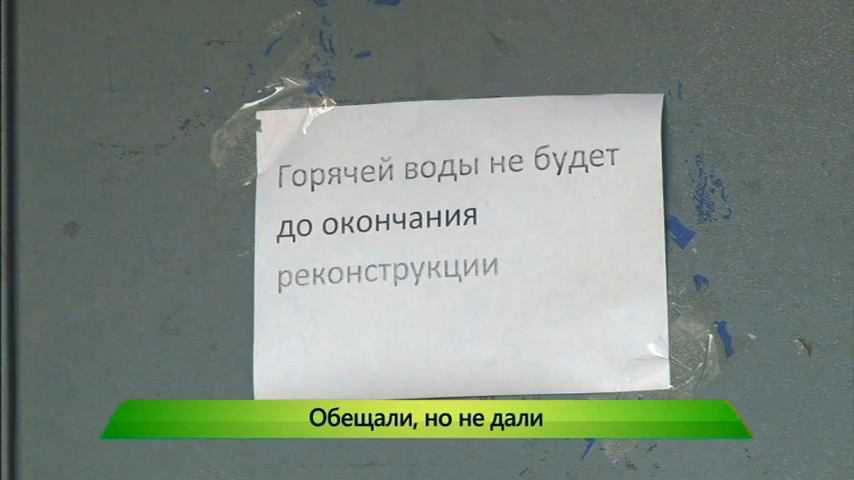 Горячей воды не будет
до окончания
реконструкции
Обещали, но не дали